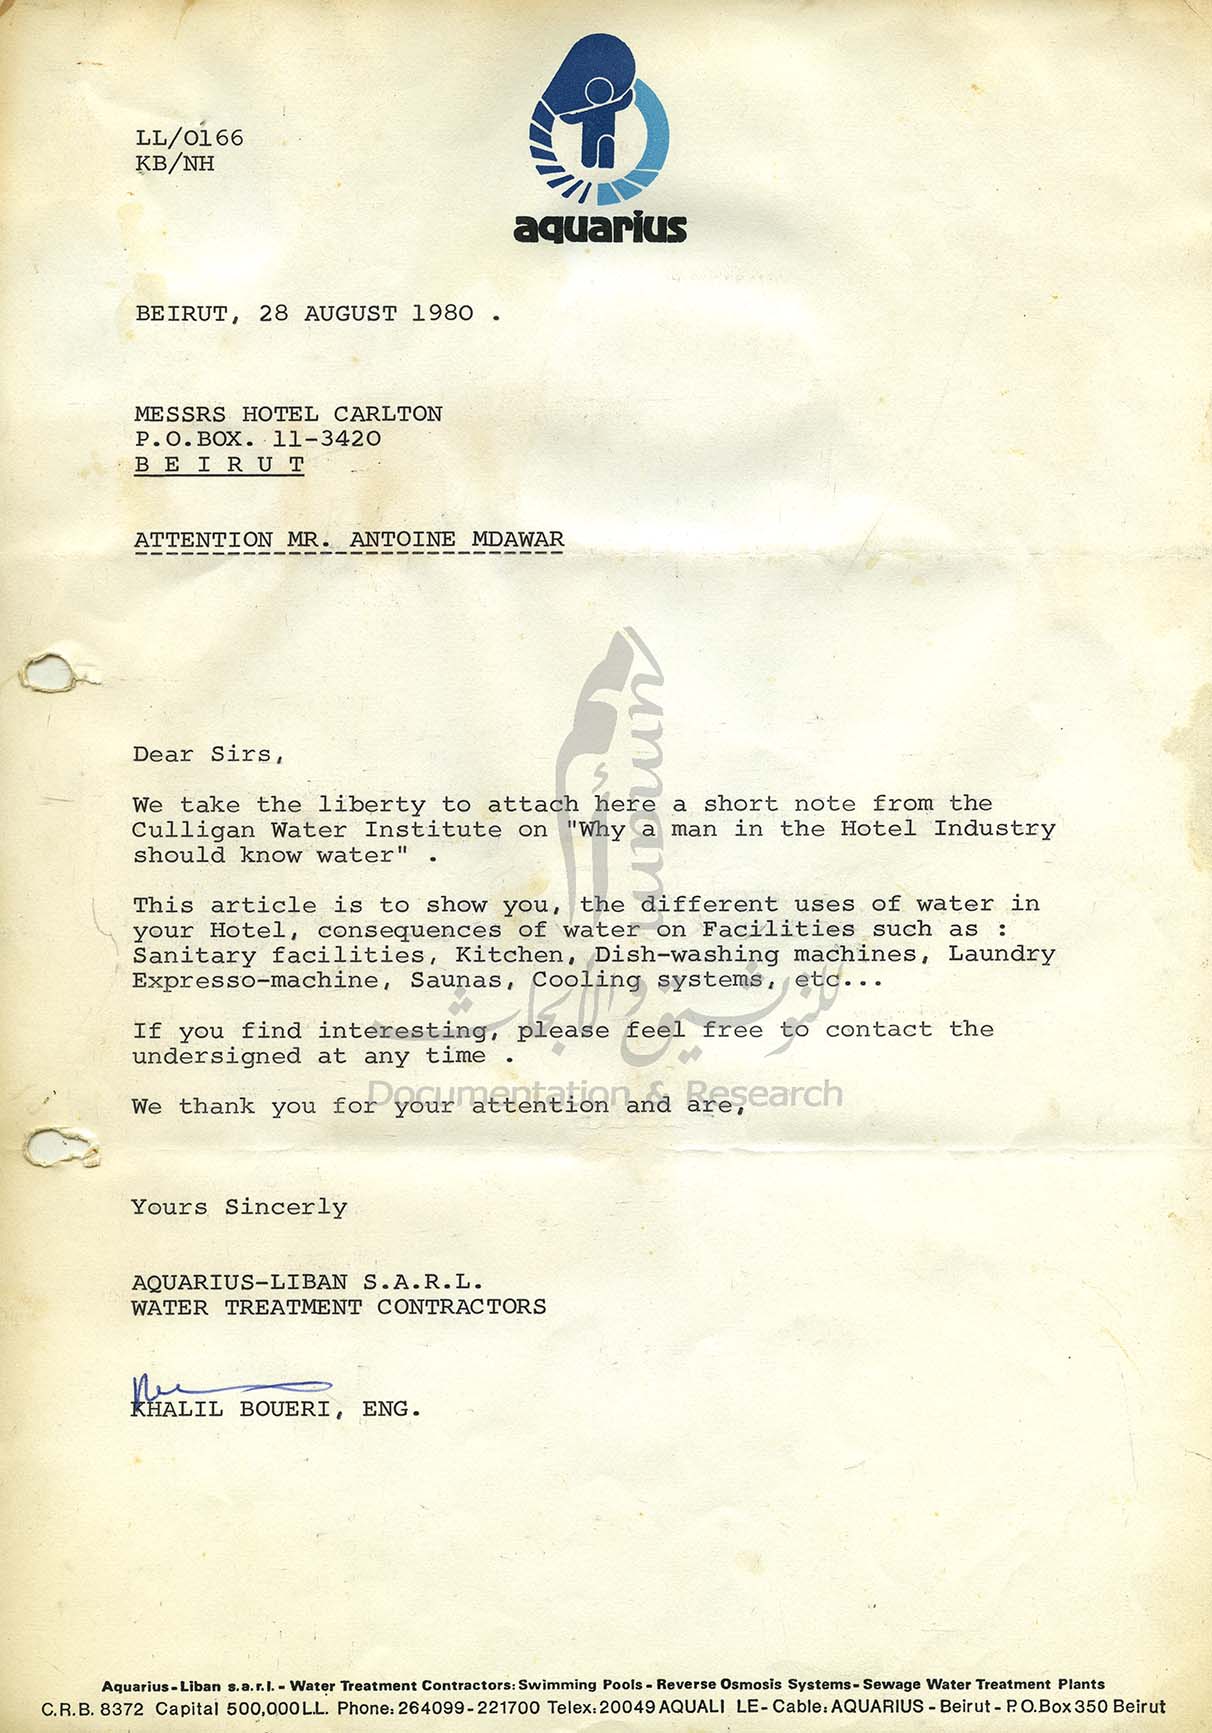 LL/0166
KB/NH
aquarius
BEIRUT, 28 AUGUST 1980 .
MESSRS HOTEL CARLTON
P.O.BOX. 11-3420
B E I R U T
ATTENTION MR. ANTOINE MDAWAR
Dear Sirs,
We take the liberty to attach here a short note from the
Culligan Water Institute on "Why a man in the Hotel Industry
should know water" .
This article is to show you, the different uses of water in
your Hotel, consequences of water on Facilities such as :
Sanitary facilities, Kitchen, Dish-washing machines, Laundry
Expresso-machine, Saunas, Cooling systems, etc...
If you find interesting, please feel free to contact the
undersigned at any time .
We thank you for your attention and are,
Yours Sincerly
AQUARIUS-LIBAN S.A.R.L.
WATER TREATMENT CONTRACTORS
KHALIL BOUERI, ENG.
Aquarius-Liban s.a.r.l. - Water Treatment Contractors: Swimming Pools - Reverse Osmosis Systems - Sewage Water Treatment Plants
C.R.B. 8372 Capital 500,000 L.L. Phone: 264099 - 221700 Telex: 20049 AQUALI LE - Cable: AQUARIUS - Beirut - P.O.Box 350 Beirut
umam
أمم
للتوثيق والأبحاث
Documentation & Research